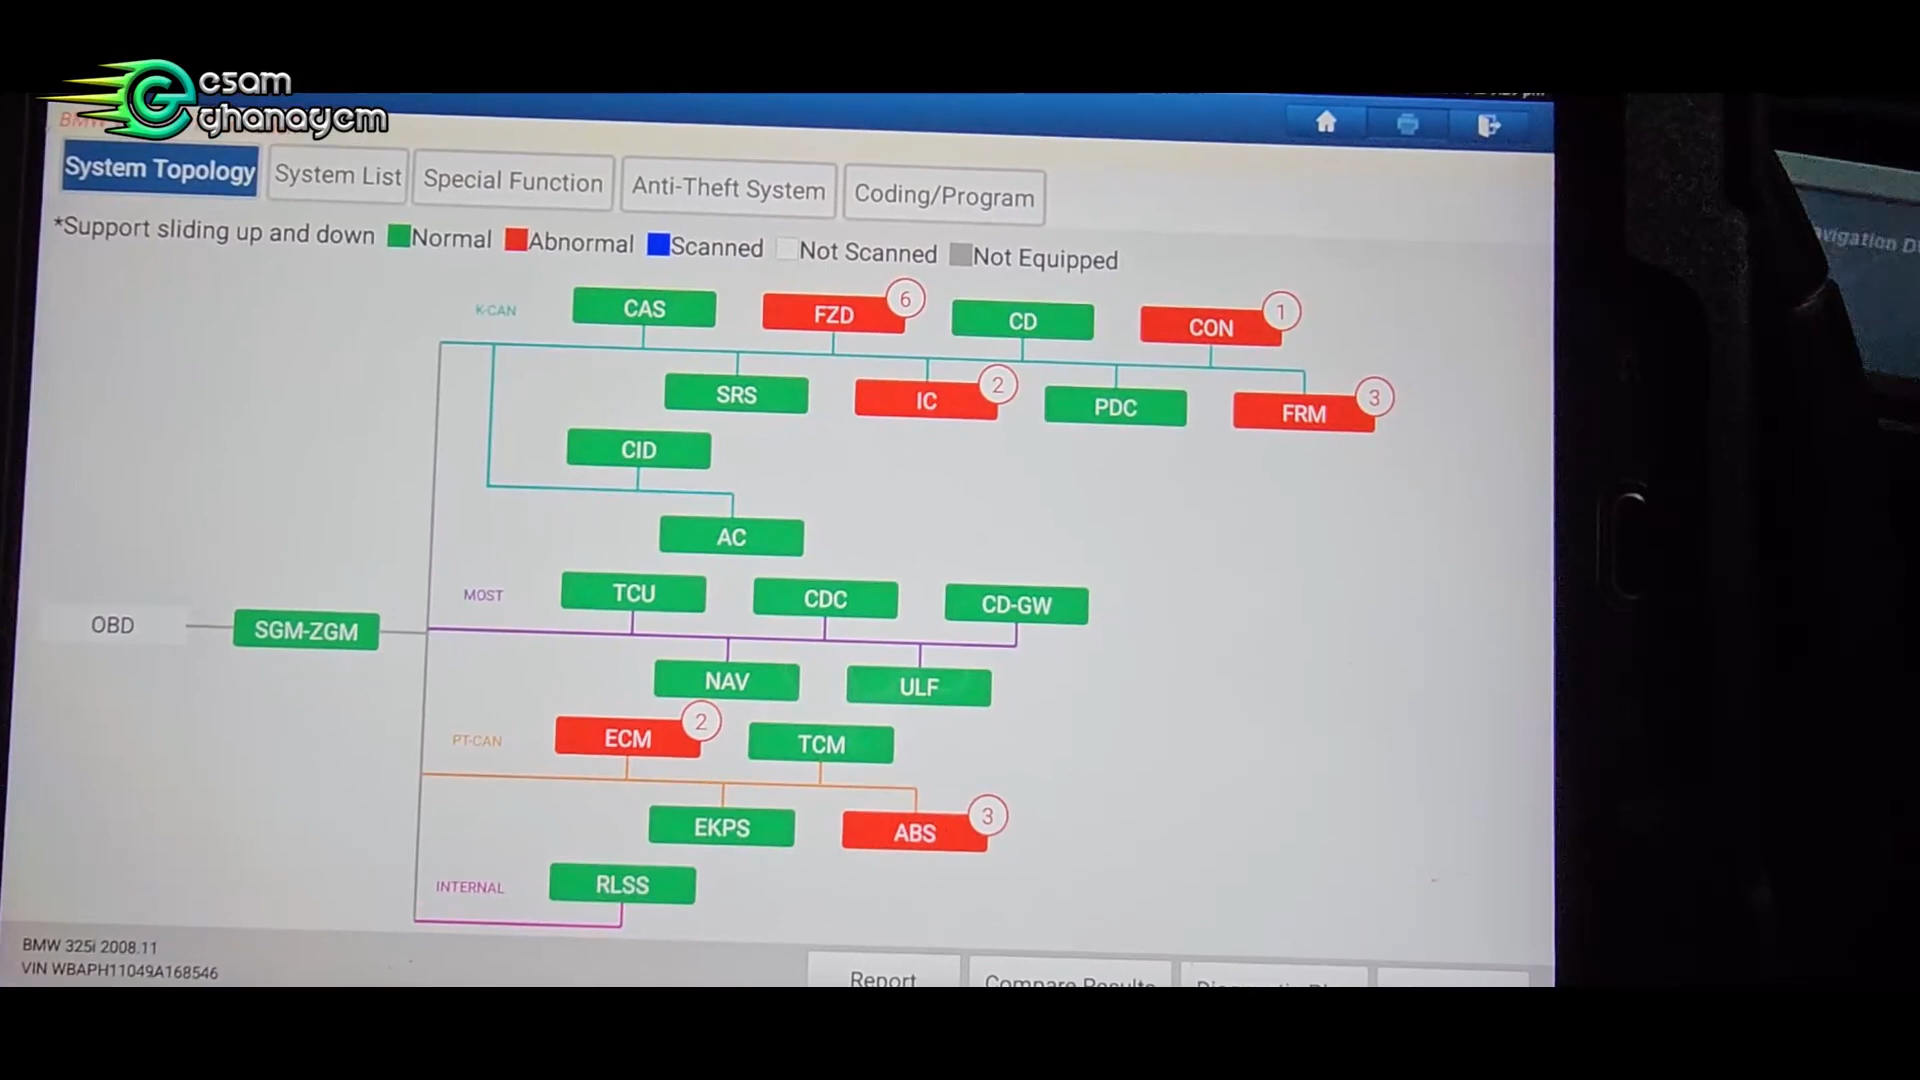 esam
ghanayem
BMW
System Topology
System List
Special Function
Anti-Theft System
Coding/Program
*Support sliding up and down
Normal
Abnormal
Scanned
Not Scanned
Not Equipped
K-CAN
CAS
FZD
6
CD
CON
1
SRS
IC
2
PDC
FRM
3
CID
AC
MOST
TCU
CDC
CD-GW
OBD
SGM-ZGM
NAV
ULF
PT-CAN
ECM
2
TCM
EKPS
ABS
3
INTERNAL
RLSS
BMW 325i 2008.11
VIN WBAPH11049A168546
Report
Compare Results